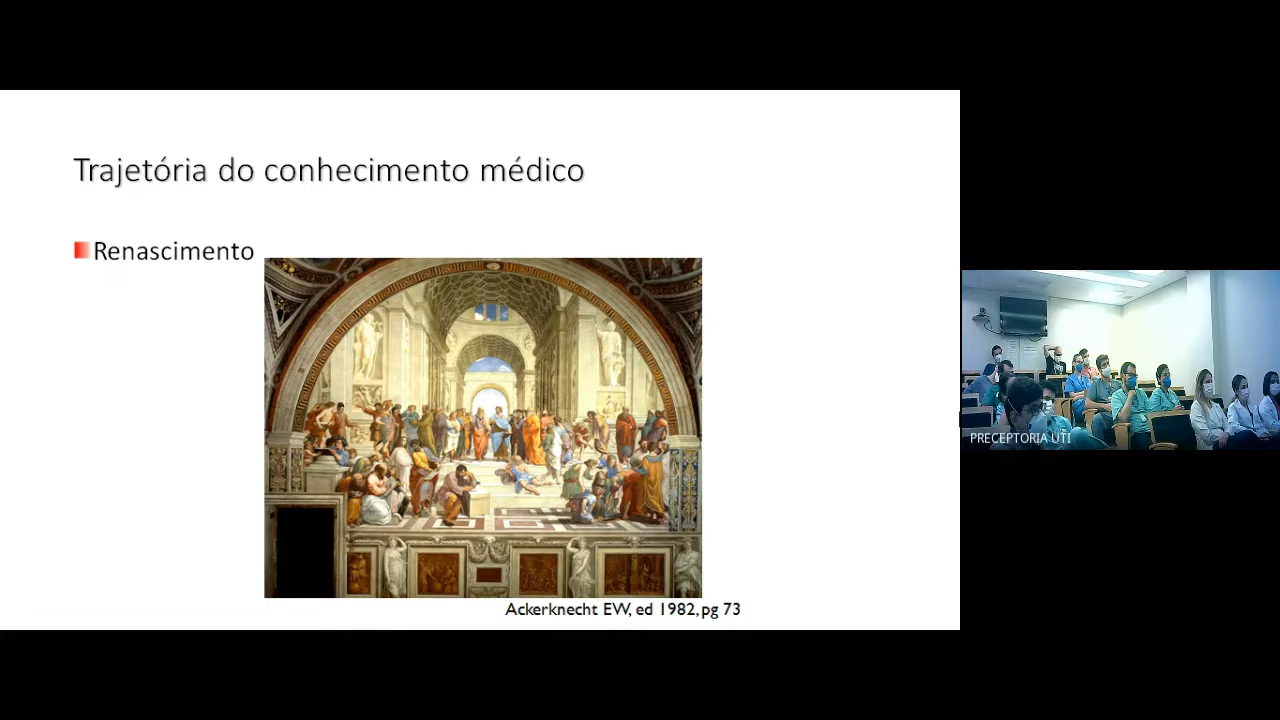 Trajetória do conhecimento médico
Renascimento
Ackerknecht EW, ed 1982, pg 73
PRECEPTORIA UTI